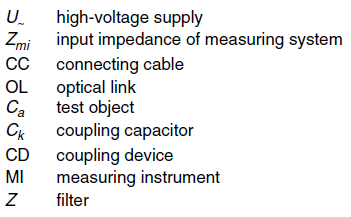 U~ high-voltage supply
Zmi input impedance of measuring system
CC connecting cable
OL optical link
Ca test object
Ck coupling capacitor
CD coupling device
MI measuring instrument
Z filter